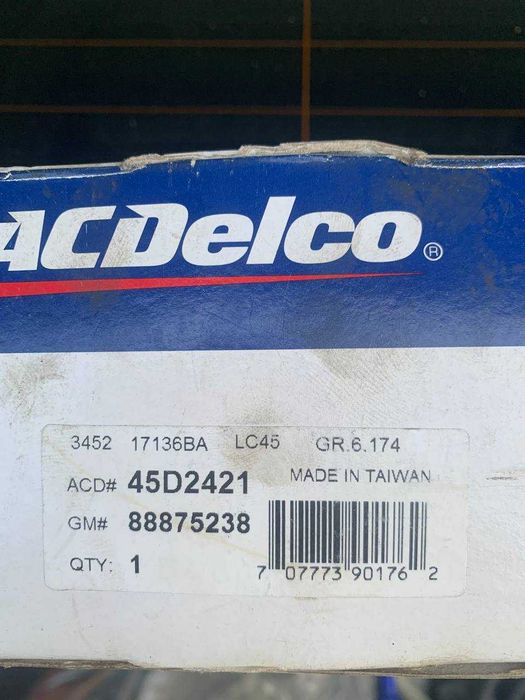 ACDelco®
3452 17136BA LC45 GR.6.174
ACD# 45D2421 MADE IN TAIWAN
GM# 88875238
QTY: 1
7 07773 90176 2